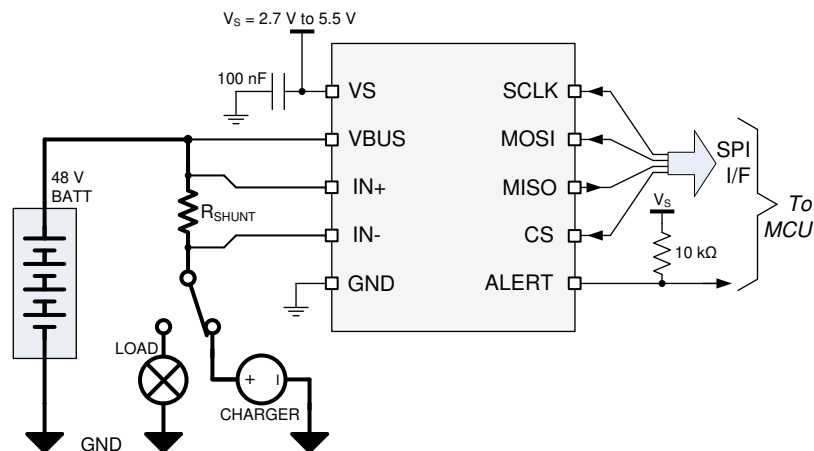 V_S = 2.7 V to 5.5 V
100 nF
VS
SCLK
VBUS
MOSI
SPI
I/F
48 V
BATT
IN+
MISO
R_SHUNT
V_S
To
MCU
IN-
CS
10 kΩ
GND
ALERT
LOAD
+
CHARGER
GND